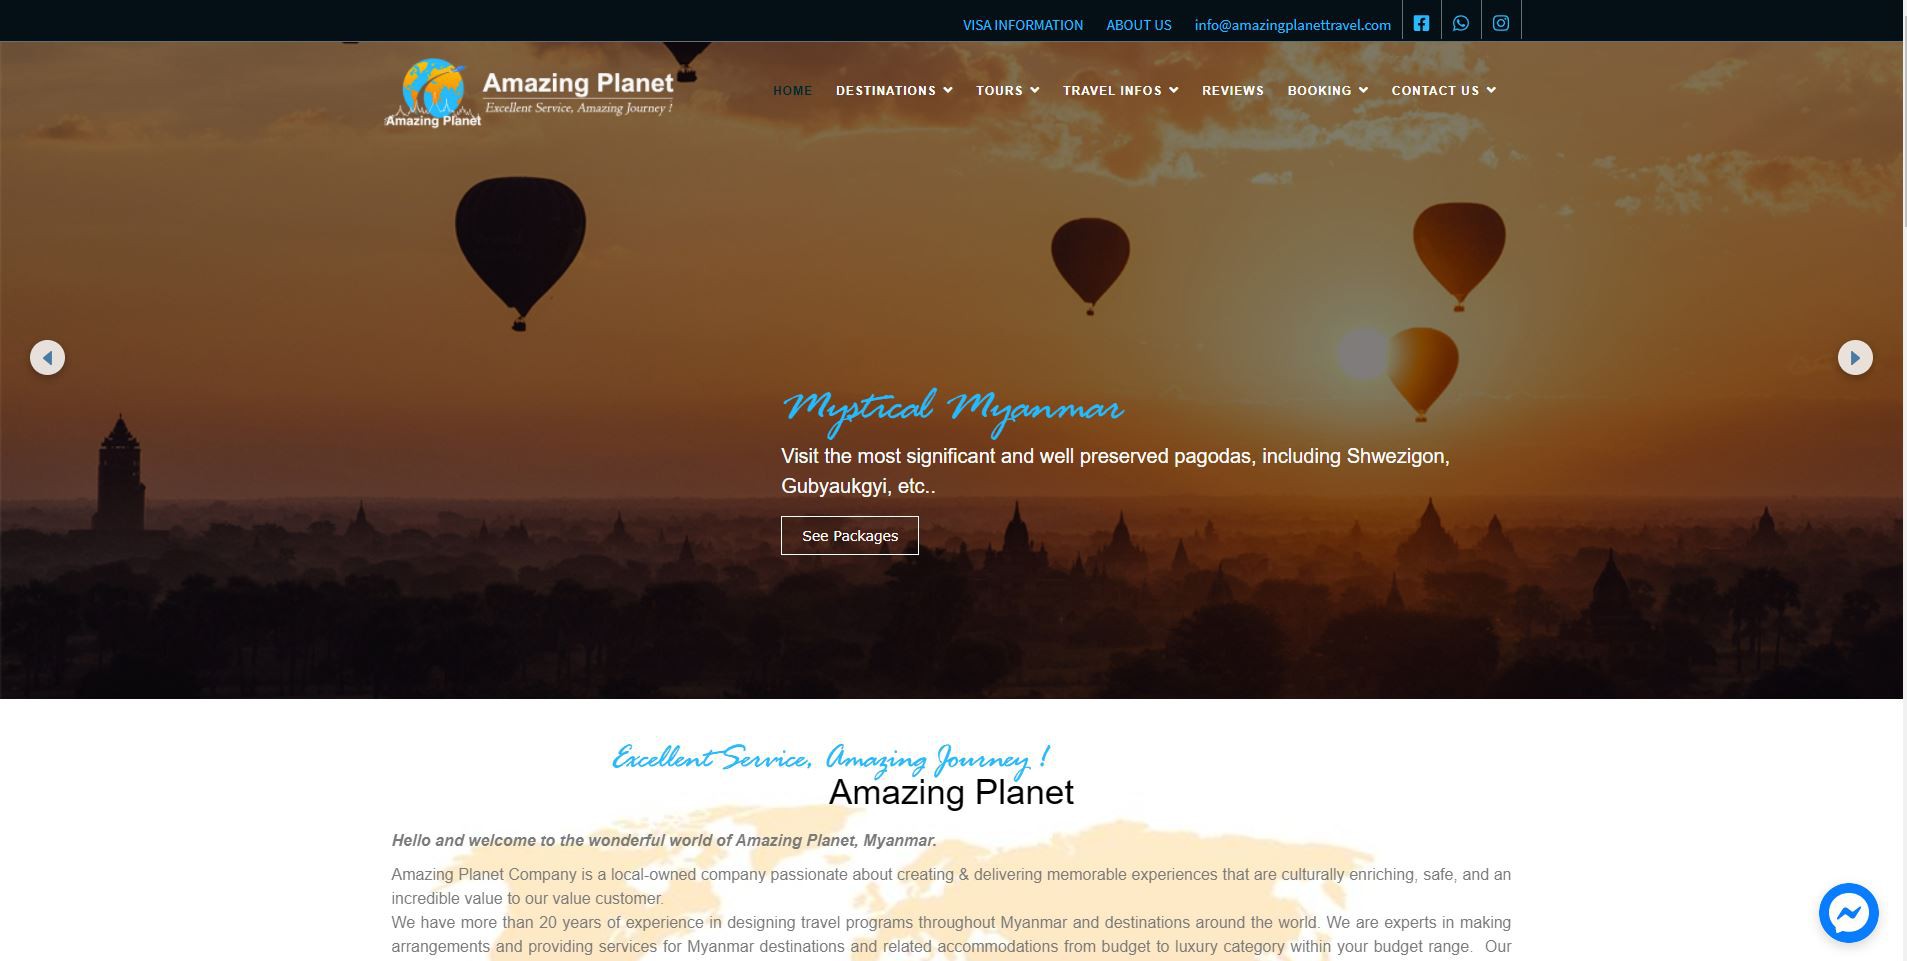 VISA INFORMATION ABOUT US info@amazingplanettravel.com
Amazing Planet
Amazing Planet
Excellent Service, Amazing Journey !
HOME DESTINATIONS TOURS TRAVEL INFOS REVIEWS BOOKING CONTACT US
Mystical Myanmar
Visit the most significant and well preserved pagodas, including Shwezigon,
Gubyaukgyi, etc..
See Packages
Excellent Service, Amazing Journey !
Amazing Planet
Hello and welcome to the wonderful world of Amazing Planet, Myanmar.
Amazing Planet Company is a local-owned company passionate about creating & delivering memorable experiences that are culturally enriching, safe, and an
incredible value to our value customer.
We have more than 20 years of experience in designing travel programs throughout Myanmar and destinations around the world. We are experts in making
arrangements and providing services for Myanmar destinations and related accommodations from budget to luxury category within your budget range. Our